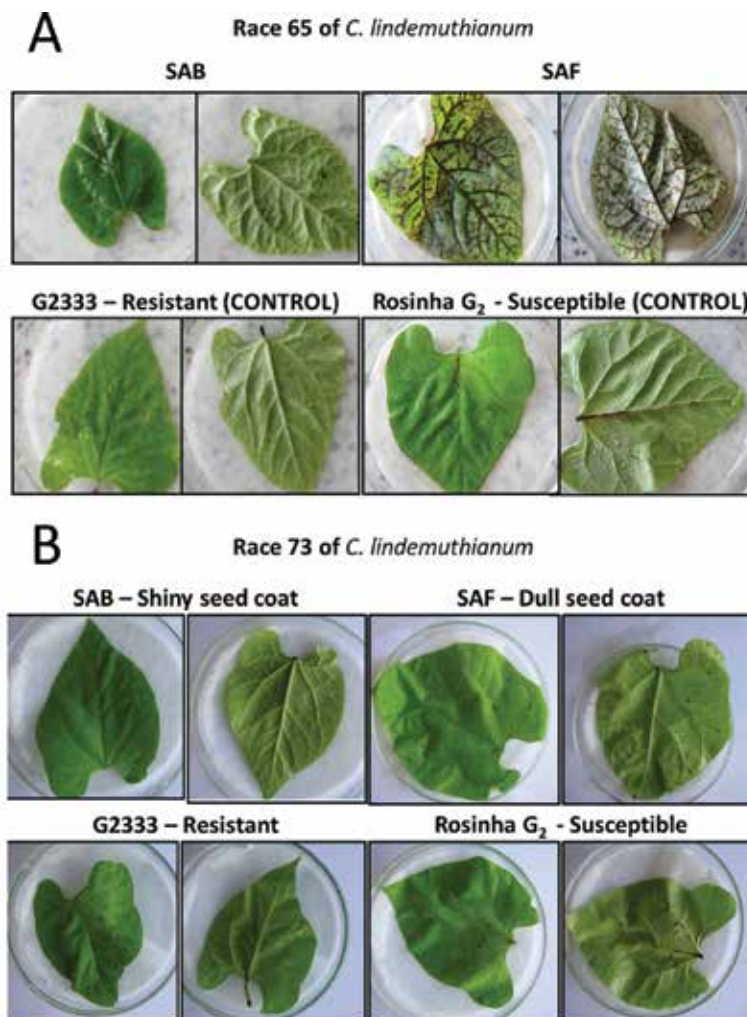 A
Race 65 of C. lindemuthianum
SAB
SAF
G2333 – Resistant (CONTROL)
Rosinha G₂ - Susceptible (CONTROL)
B
Race 73 of C. lindemuthianum
SAB – Shiny seed coat
SAF – Dull seed coat
G2333 – Resistant
Rosinha G₂ - Susceptible